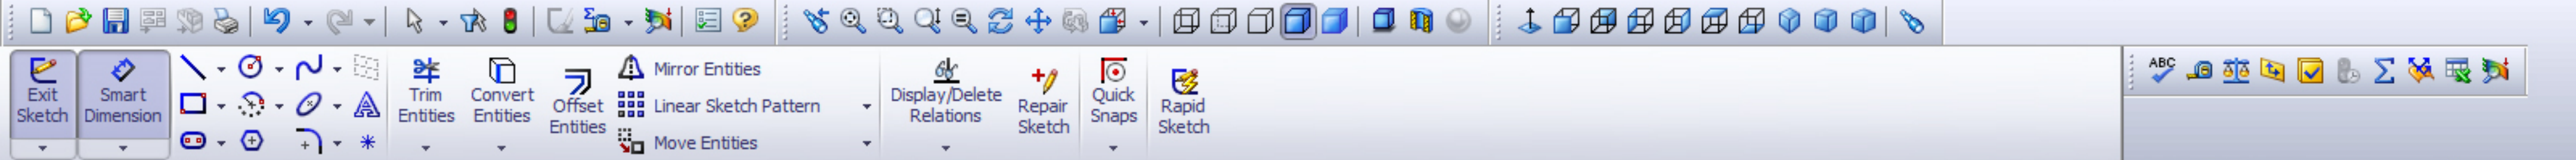 Exit
Sketch
Smart
Dimension
Trim
Entities
Convert
Entities
Offset
Entities
Mirror Entities
Linear Sketch Pattern
Move Entities
Display/Delete
Relations
Repair
Sketch
Quick
Snaps
Rapid
Sketch
ABC